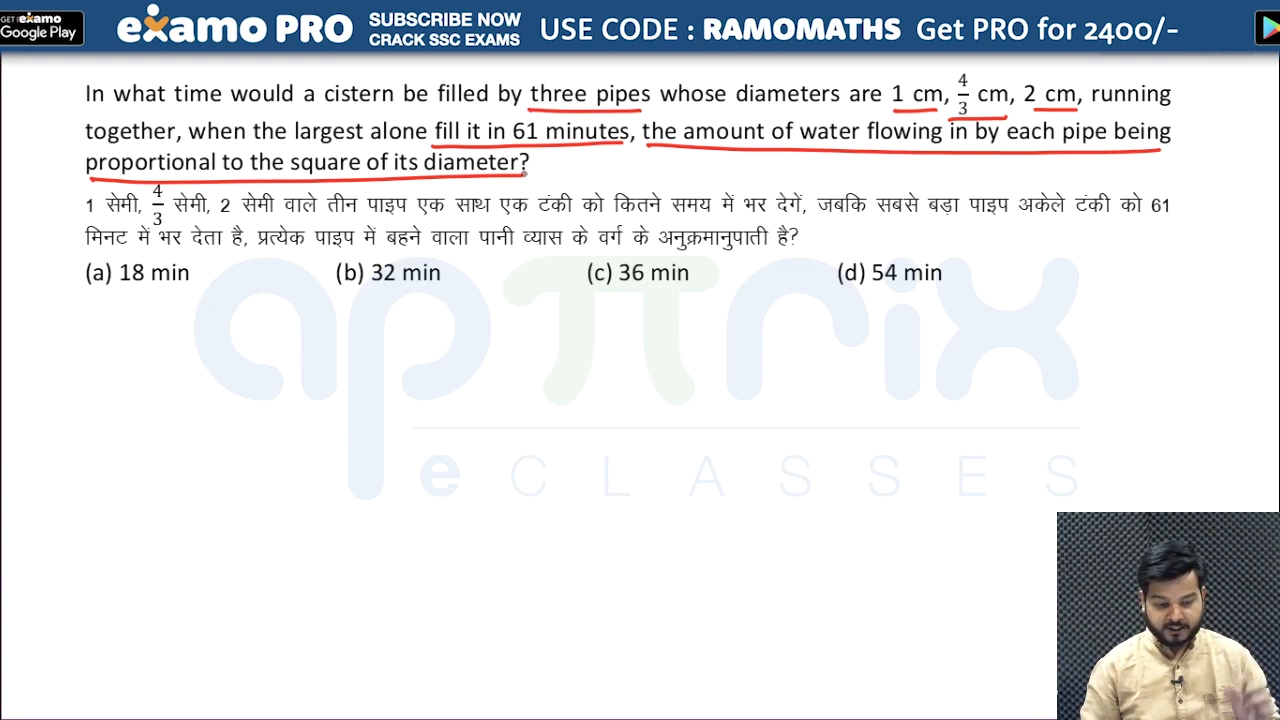 GET IT ON
examo
Google Play
examo PRO
SUBSCRIBE NOW
CRACK SSC EXAMS
USE CODE : RAMOMATHS Get PRO for 2400/-
In what time would a cistern be filled by three pipes whose diameters are 1 cm, 4/3 cm, 2 cm, running
together, when the largest alone fill it in 61 minutes, the amount of water flowing in by each pipe being
proportional to the square of its diameter?
1 सेमी, 4/3 सेमी, 2 सेमी वाले तीन पाइप एक साथ एक टंकी को कितने समय में भर देगें, जबकि सबसे बड़ा पाइप अकेले टंकी को 61
मिनट में भर देता है, प्रत्येक पाइप में बहने वाला पानी व्यास के वर्ग के अनुक्रमानुपाती है?
(a) 18 min (b) 32 min (c) 36 min (d) 54 min
apπrix
eCLASSES